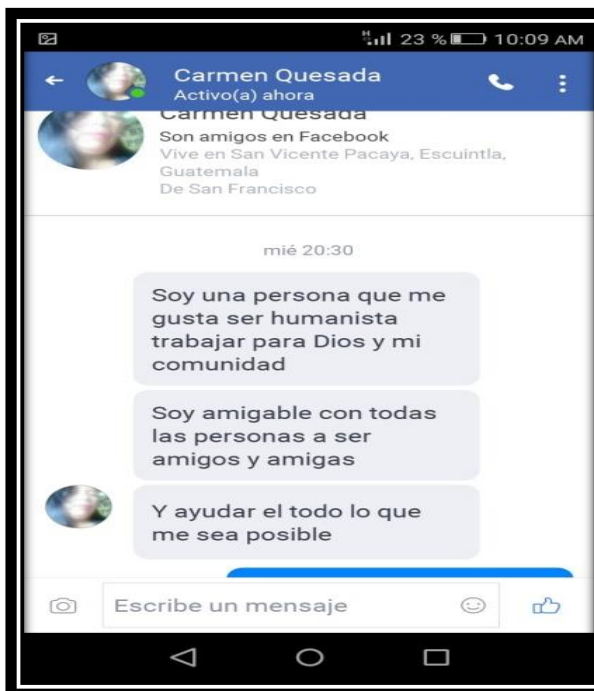 H
23 % 10:09 AM
Carmen Quesada
Activo(a) ahora
Carmen Quesada
Son amigos en Facebook
Vive en San Vicente Pacaya, Escuintla,
Guatemala
De San Francisco
mié 20:30
Soy una persona que me
gusta ser humanista
trabajar para Dios y mi
comunidad
Soy amigable con todas
las personas a ser
amigos y amigas
Y ayudar el todo lo que
me sea posible
Escribe un mensaje